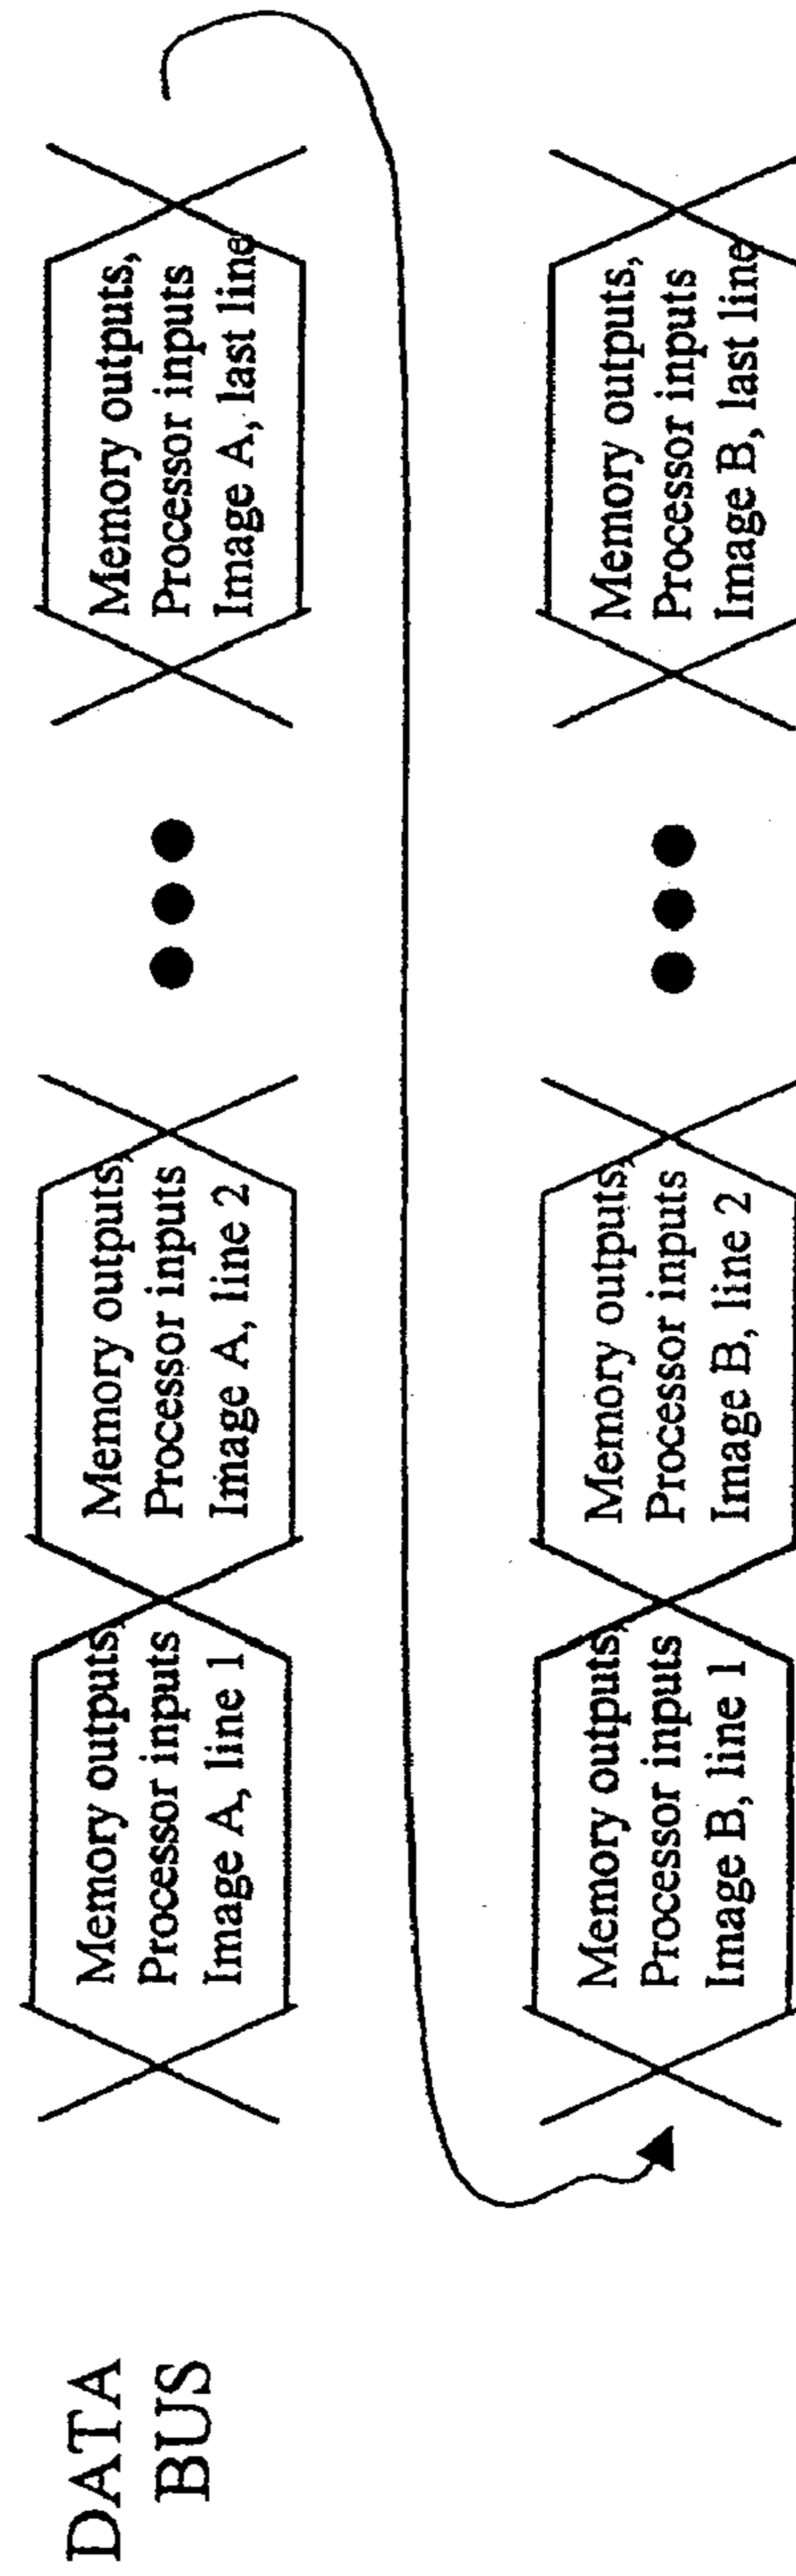 DATA
BUS
Memory outputs,
Processor inputs
Image A, line 1
Memory outputs,
Processor inputs
Image A, line 2
Memory outputs,
Processor inputs
Image A, last line
Memory outputs,
Processor inputs
Image B, line 1
Memory outputs,
Processor inputs
Image B, line 2
Memory outputs,
Processor inputs
Image B, last line